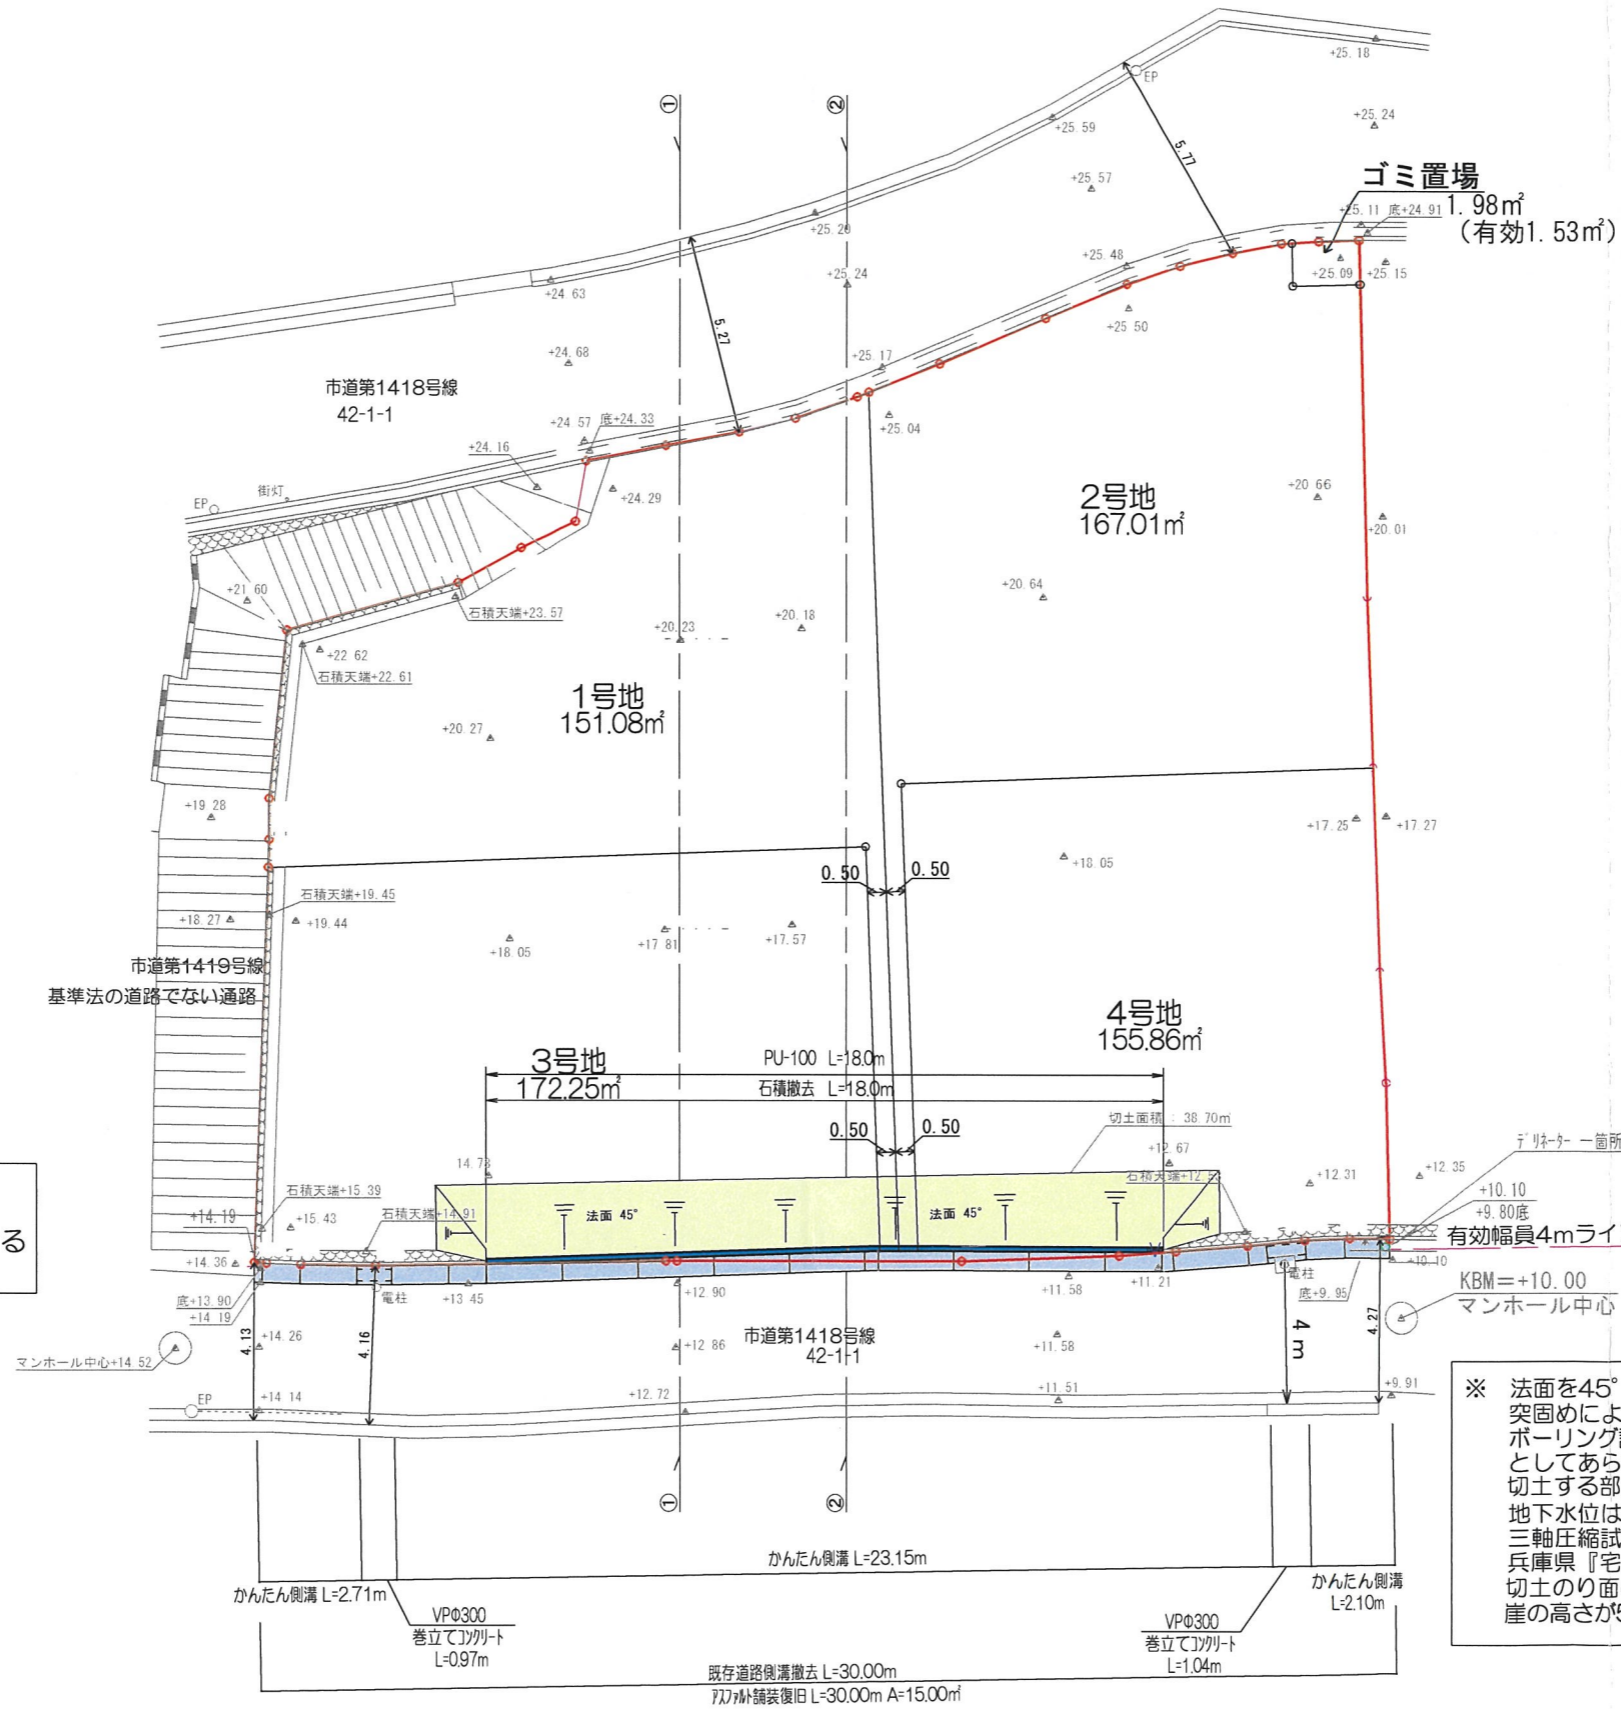 ①
②
+25.18
EP
+25.24
+25.59
5.77
+25.57
ゴミ置場
1.98㎡
(有効1.53㎡)
+25.11 底+24.91
+25.20
+25.48
+25.09
+25.15
+25.24
+24.63
5.27
+25.50
+24.68
+25.17
市道第1418号線
42-1-1
+24.57
底+24.33
+25.04
+24.16
街灯
EP
+24.29
2号地
167.01㎡
+20.66
+20.01
+21.60
石積天端+23.57
+20.64
+20.23
+20.18
+22.62
石積天端+22.61
1号地
151.08㎡
+20.27
+19.28
+17.25
+17.27
+18.05
0.50
0.50
石積天端+19.45
+18.27
+19.44
+18.05
+17.81
+17.57
市道第1419号線
基準法の道路でない通路
4号地
155.86㎡
3号地
172.25㎡
PU-100 L=18.0m
石積撤去 L=18.0m
0.50
0.50
切土面積 : 38.70㎡
デリネーター 一箇所
14.73
+12.67
石積天端+12.5
+12.31
+12.35
石積天端+15.39
+10.10
+9.80底
+14.19
+15.43
石積天端+14.91
法面 45°
法面 45°
る
有効幅員4mライ
+14.36
+10.10
底+13.90
+14.19
電柱
+13.45
+12.90
+11.58
+11.21
電柱
底+9.95
KBM=+10.00
マンホール中心
4.13
+14.26
4.16
+12.86
市道第1418号線
42-1-1
+11.58
4m
4.27
マンホール中心+14.52
EP
+14.14
+12.72
+11.51
+9.91
①
②
※ 法面を45°
突固めによ
ボーリング
としてあら
切土する部
地下水位は
三軸圧縮試
兵庫県『宅
切土のり面
崖の高さが
かんたん側溝 L=23.15m
かんたん側溝 L=2.71m
かんたん側溝
L=2.10m
VPΦ300
巻立てコンクリート
L=0.97m
VPΦ300
巻立てコンクリート
L=1.04m
既存道路側溝撤去 L=30.00m
アスファルト舗装復旧 L=30.00m A=15.00㎡